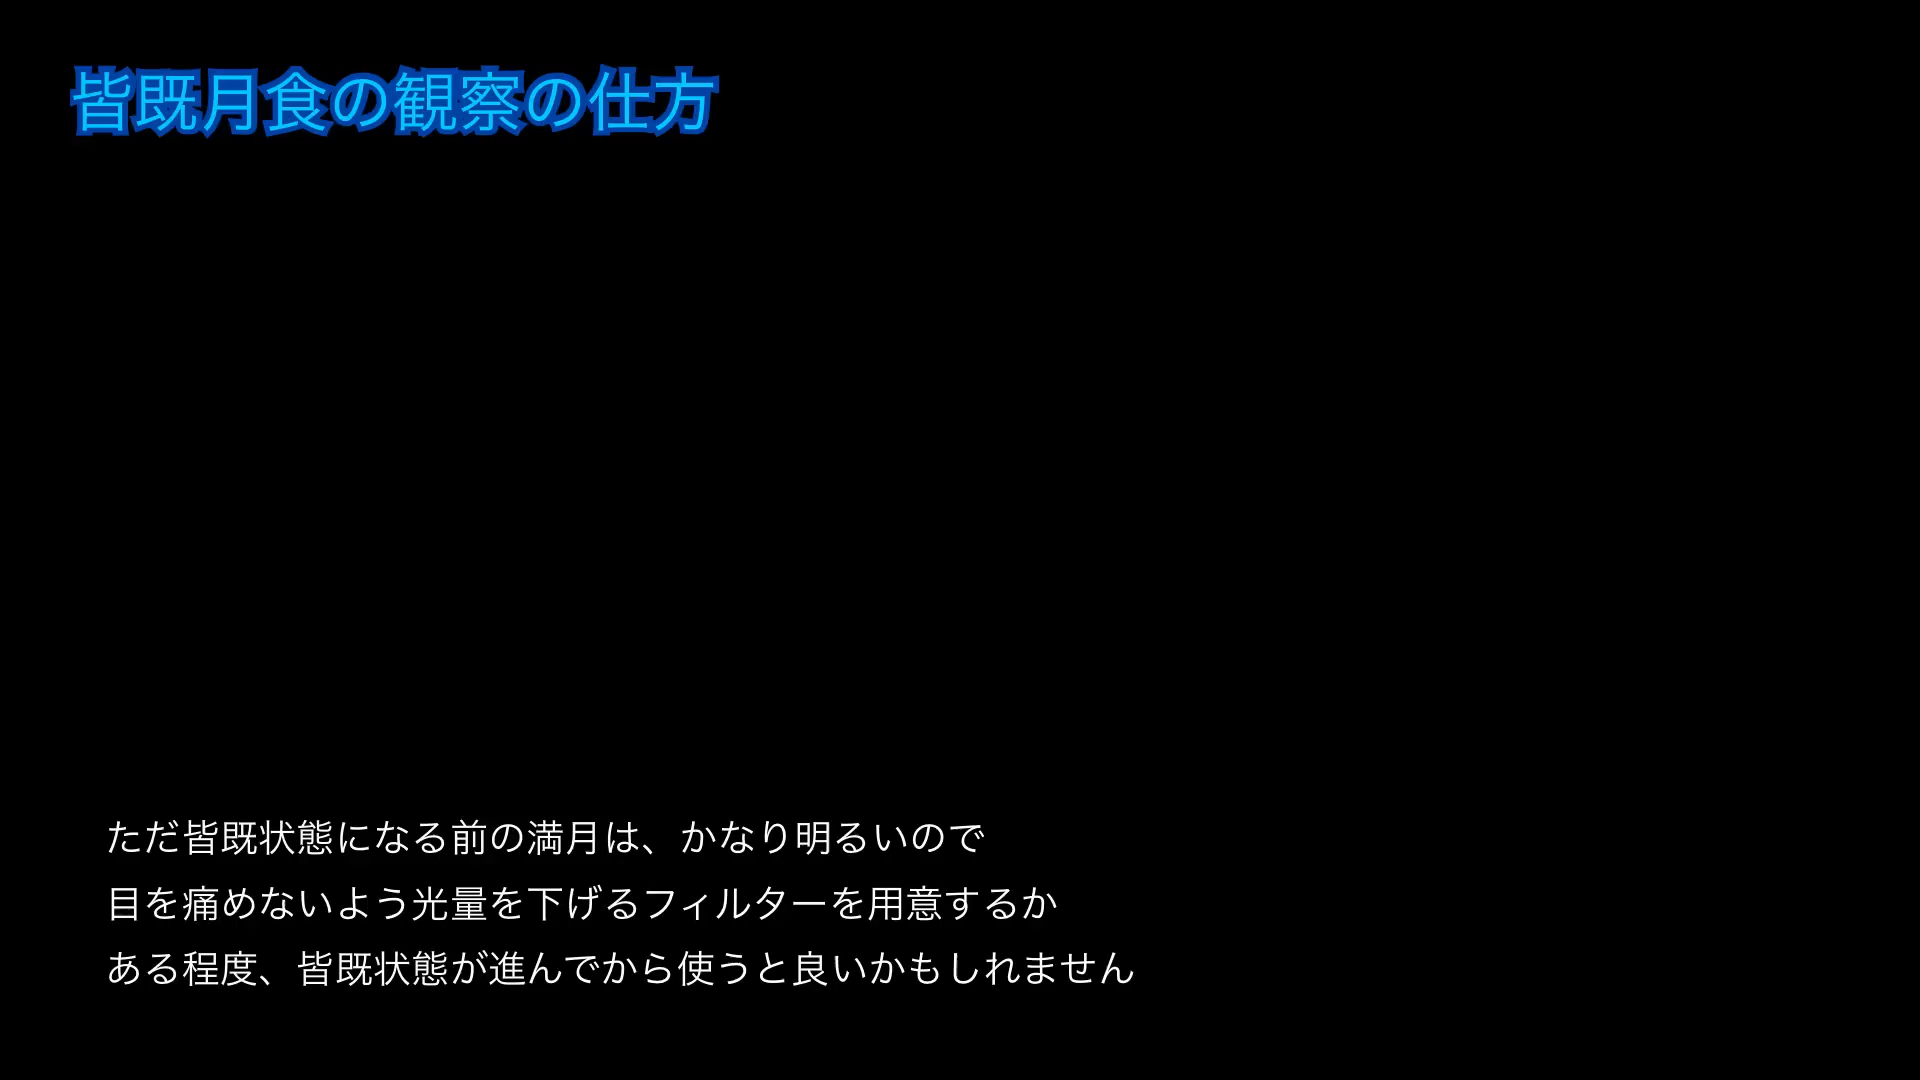 皆既月食の観察の仕方
ただ皆既状態になる前の満月は、かなり明るいので
目を痛めないよう光量を下げるフィルターを用意するか
ある程度、皆既状態が進んでから使うと良いかもしれません